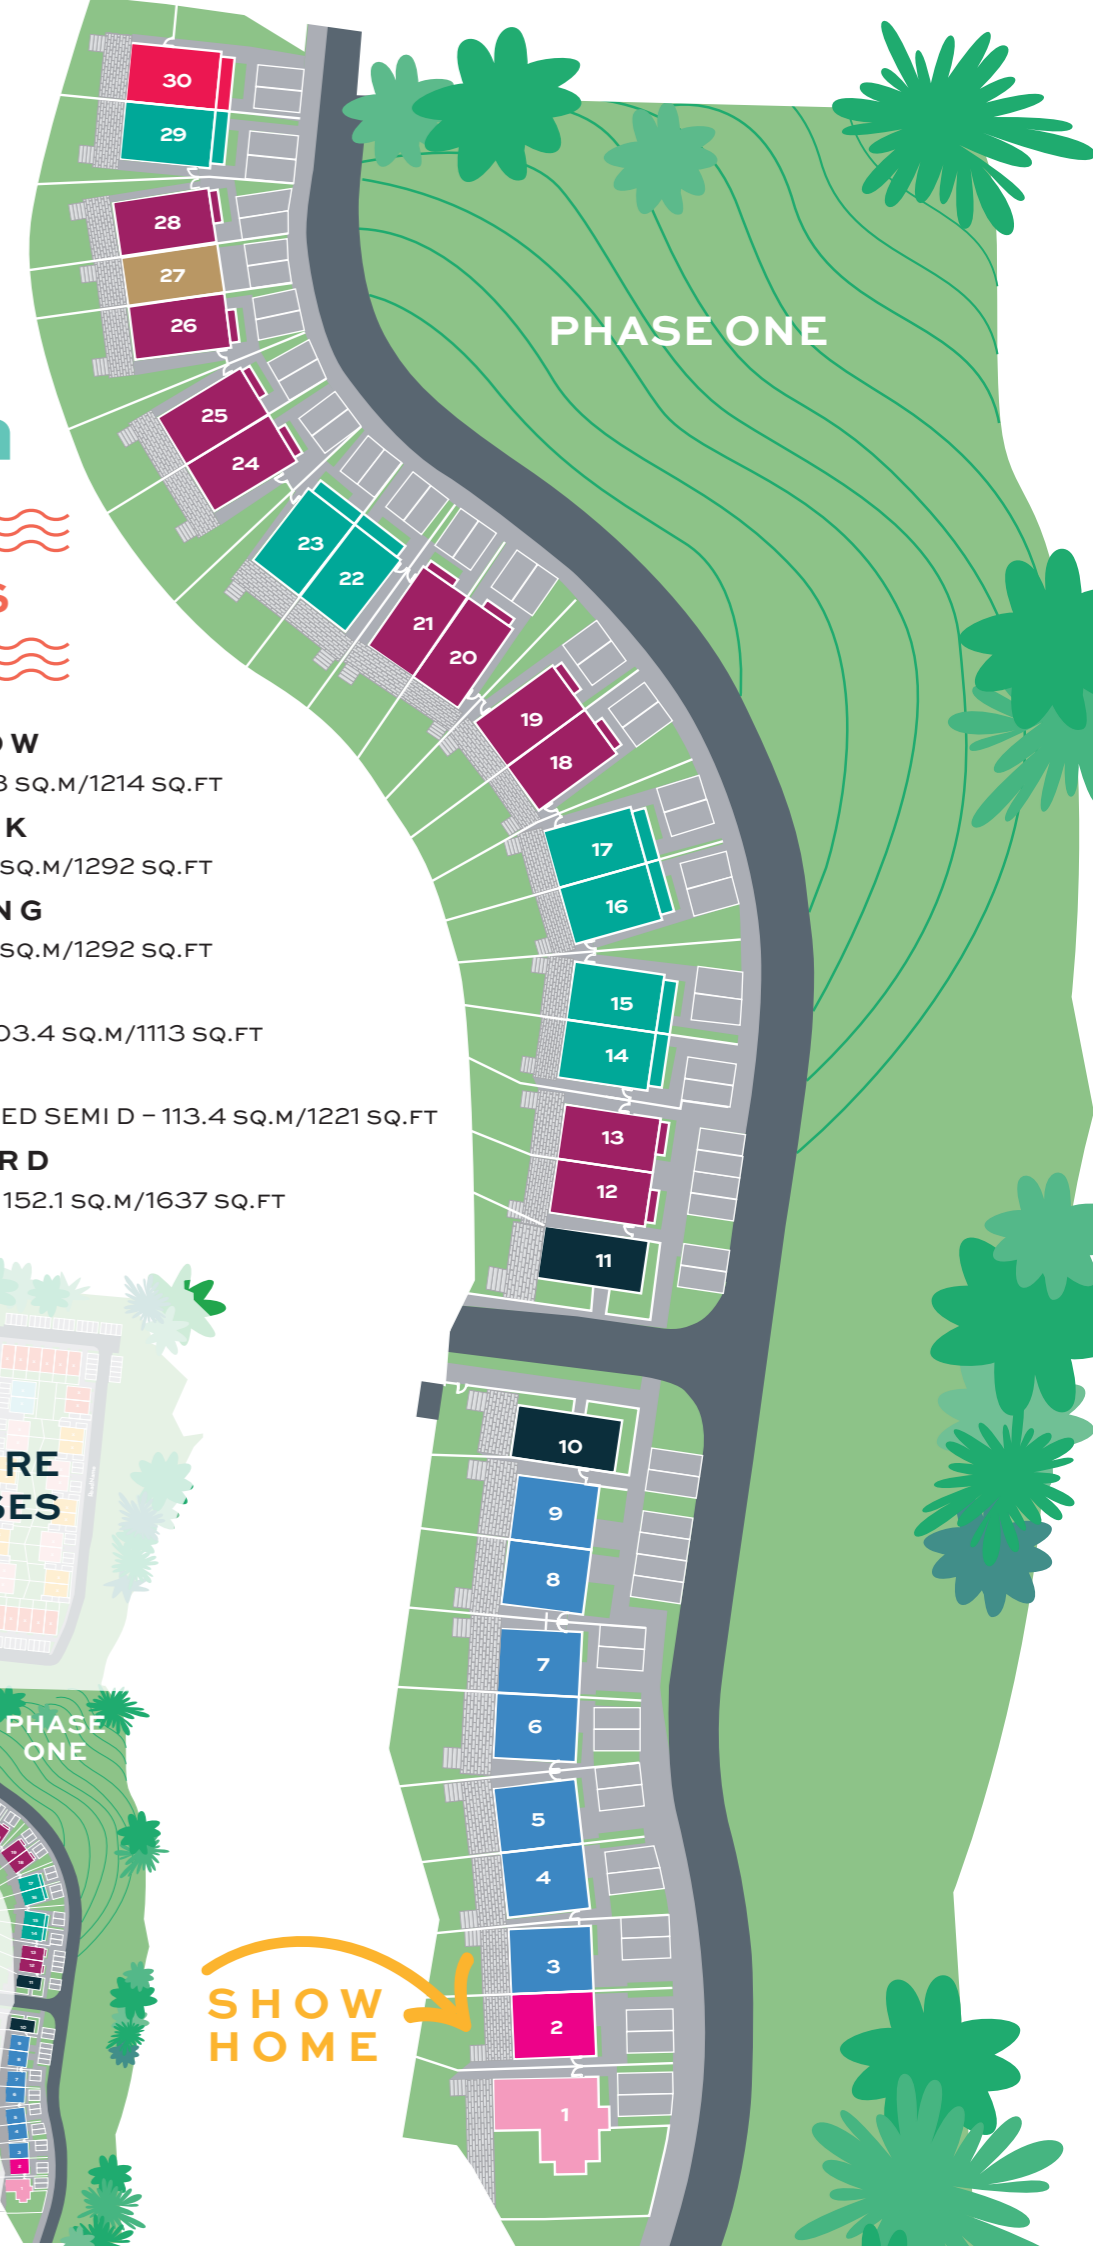 30
29
28
27
26
25
24
23
22
21
20
19
18
17
16
15
14
13
12
11
10
9
8
7
6
5
4
3
2
1
PHASE ONE
SQ.M/1214 SQ.FT
SQ.M/1292 SQ.FT
SQ.M/1292 SQ.FT
03.4 SQ.M/1113 SQ.FT
ED SEMI D – 113.4 SQ.M/1221 SQ.FT
RD
152.1 SQ.M/1637 SQ.FT
RE
SES
PHASE
ONE
SHOW
HOME